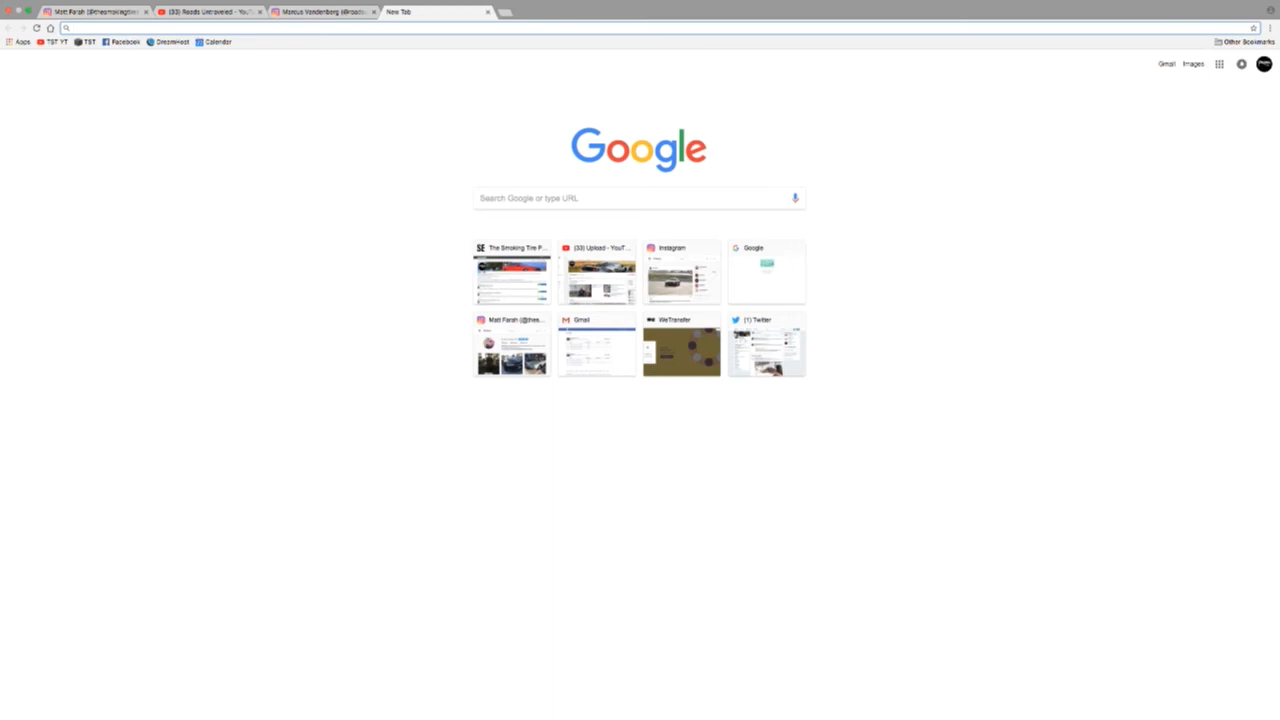 Matt Farah (@thesmokingtire
(33) Roads Untraveled - YouT
Marcus Vandenberg (@roads
New Tab
Apps TST YT TST Facebook DreamHost Calendar Other Bookmarks
Gmail Images
Google
Search Google or type URL
The Smoking Tire P... (33) Upload - YouT... Instagram Google
Matt Farah (@thes... Gmail WeTransfer (1) Twitter